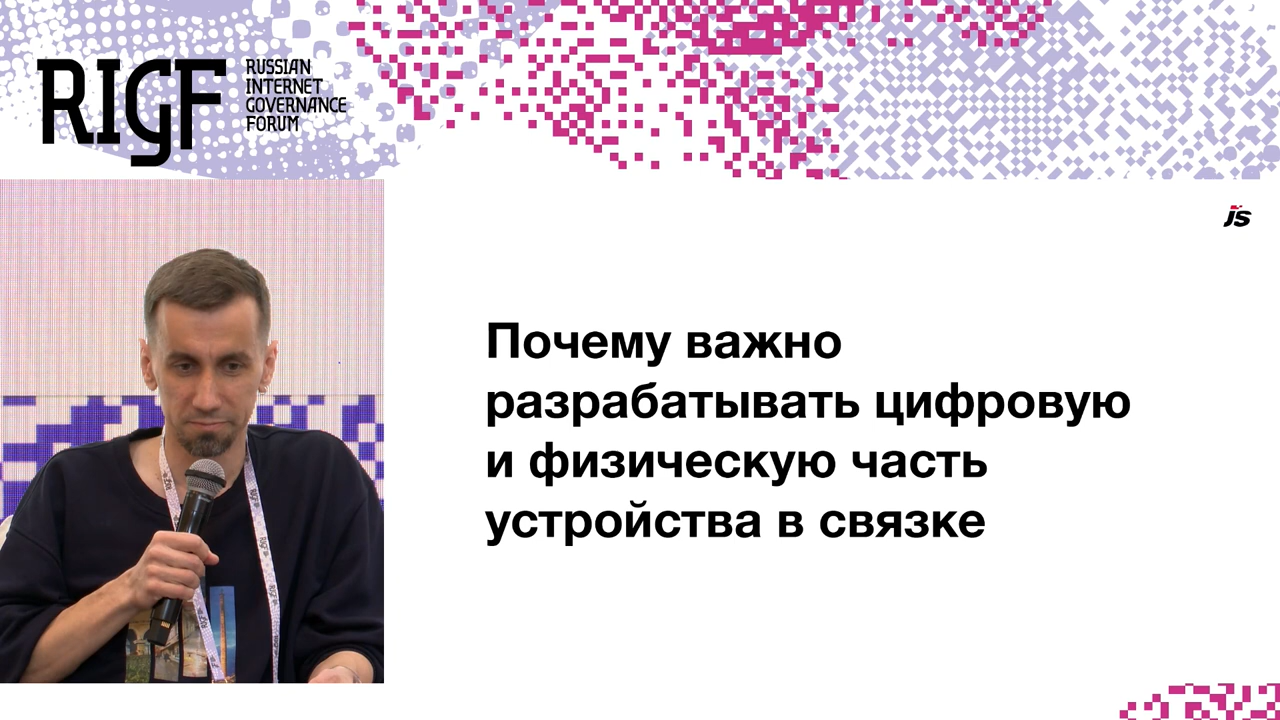 RIGF
RUSSIAN
INTERNET
GOVERNANCE
FORUM
js
Почему важно
разрабатывать цифровую
и физическую часть
устройства в связке